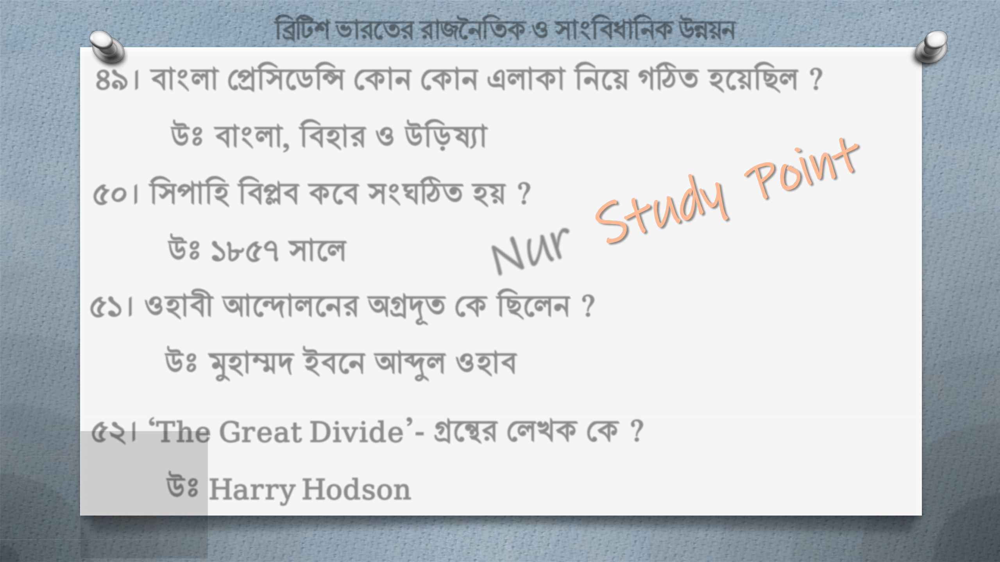 ব্রিটিশ ভারতের রাজনৈতিক ও সাংবিধানিক উন্নয়ন
৪৯। বাংলা প্রেসিডেন্সি কোন কোন এলাকা নিয়ে গঠিত হয়েছিল ?
উঃ বাংলা, বিহার ও উড়িষ্যা
৫০। সিপাহি বিপ্লব কবে সংঘঠিত হয় ?
উঃ ১৮৫৭ সালে
Nur Study Point
৫১। ওহাবী আন্দোলনের অগ্রদূত কে ছিলেন ?
উঃ মুহাম্মদ ইবনে আব্দুল ওহাব
৫২। ‘The Great Divide’- গ্রন্থের লেখক কে ?
উঃ Harry Hodson